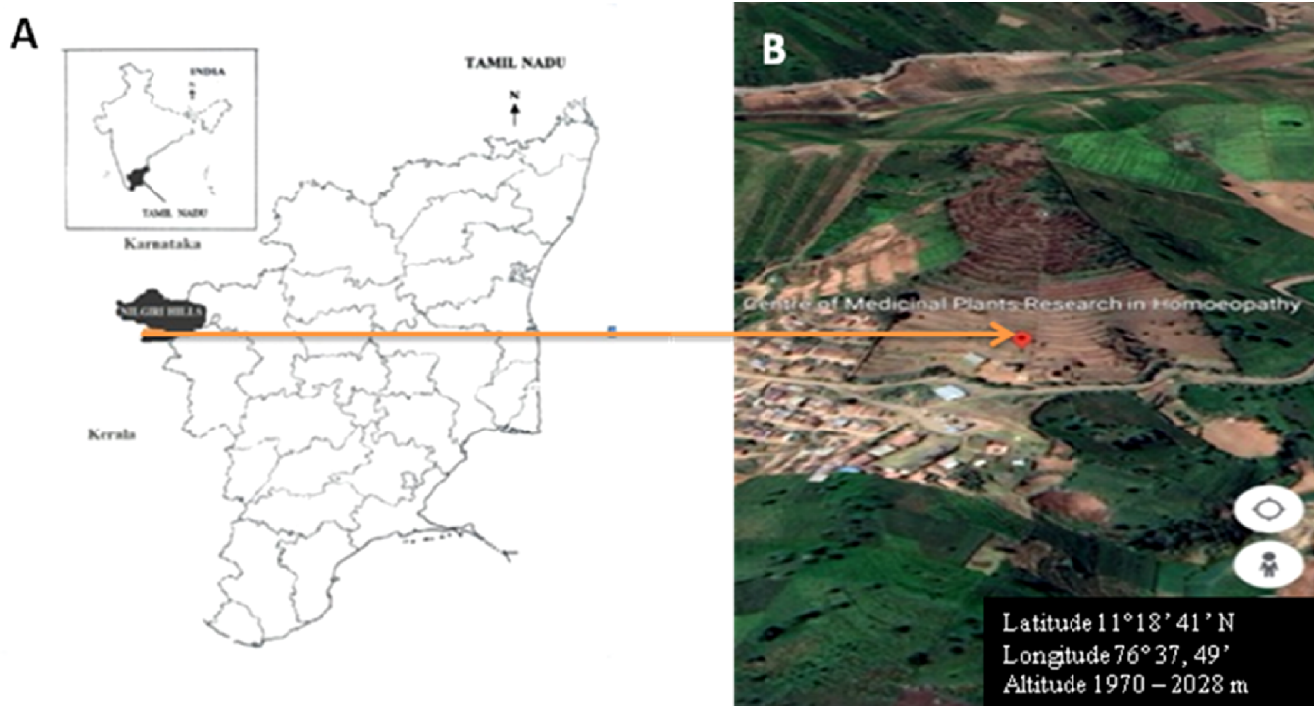 A
INDIA
N
TAMIL NADU
TAMIL NADU
N
Karnataka
NILGIRI HILLS
Kerala
B
Centre of Medicinal Plants Research in Homoeopathy
Latitude 11°18’ 41’ N
Longitude 76° 37, 49’
Altitude 1970 – 2028 m